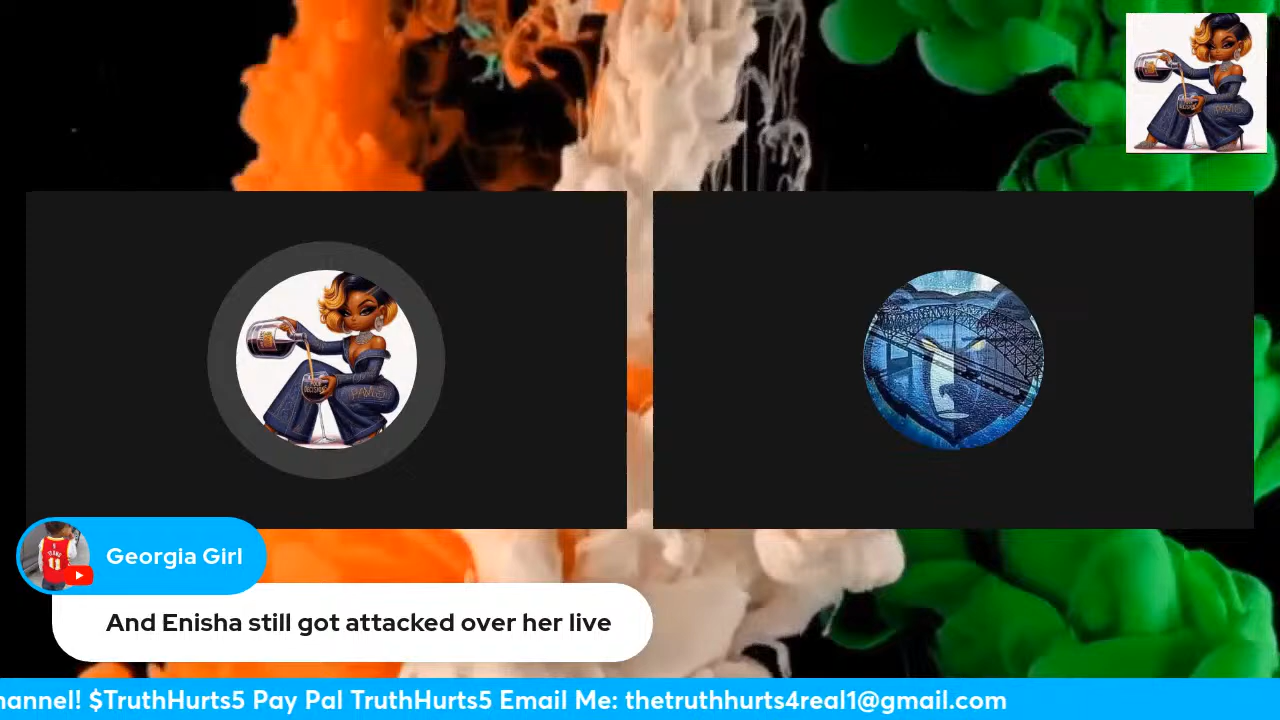 Georgia Girl
And Enisha still got attacked over her live
hannel! $TruthHurts5 Pay Pal TruthHurts5 Email Me: thetruthhurts4real1@gmail.com